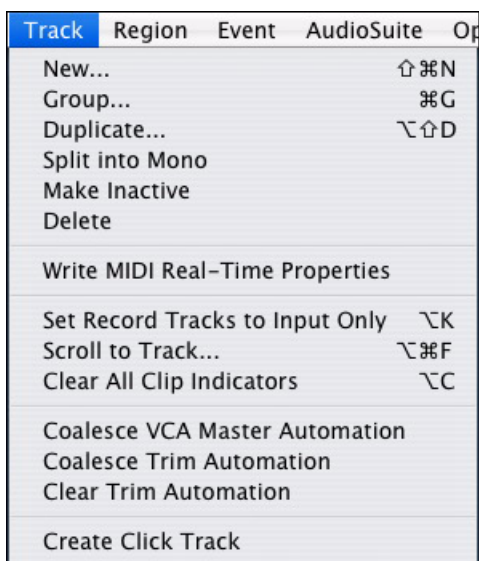 Track Region Event AudioSuite Op
New... ⇧⌘N
Group... ⌘G
Duplicate... ⌥⇧D
Split into Mono
Make Inactive
Delete
Write MIDI Real-Time Properties
Set Record Tracks to Input Only ⌥K
Scroll to Track... ⌥⌘F
Clear All Clip Indicators ⌥C
Coalesce VCA Master Automation
Coalesce Trim Automation
Clear Trim Automation
Create Click Track